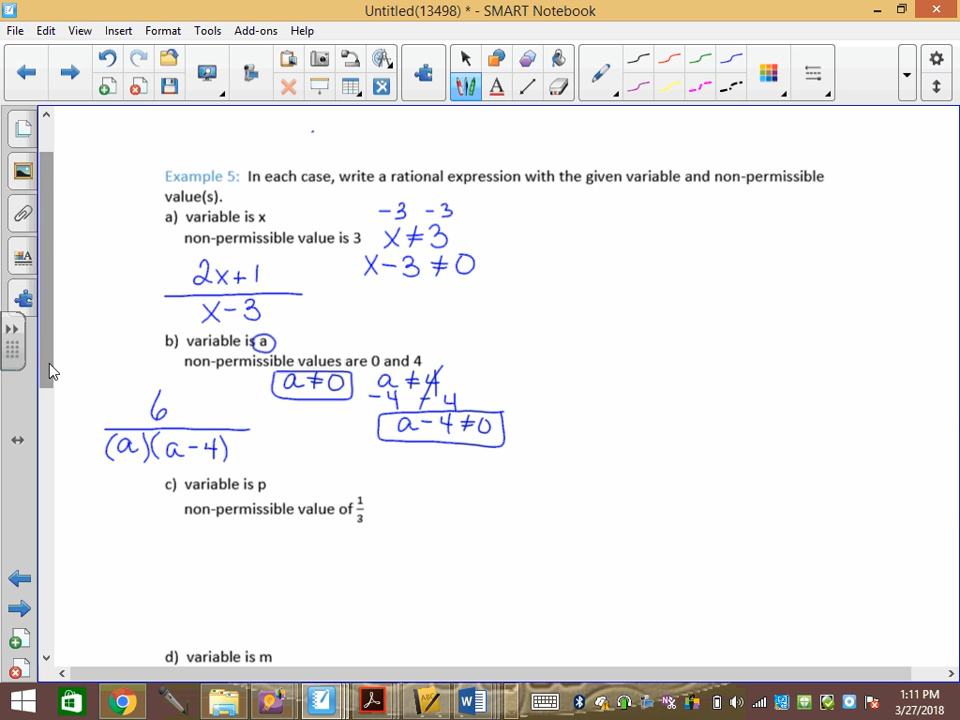 Untitled(13498) * - SMART Notebook
File Edit View Insert Format Tools Add-ons Help
Example 5: In each case, write a rational expression with the given variable and non-permissible
value(s).
-3 -3
a) variable is x
non-permissible value is 3
x ≠ 3
x - 3 ≠ 0
2x+1
x - 3
b) variable is a
non-permissible values are 0 and 4
a ≠ 0
a ≠ 4
-4 -4
a - 4 ≠ 0
6
(a)(a - 4)
c) variable is p
non-permissible value of 1/3
d) variable is m
1:11 PM
3/27/2018